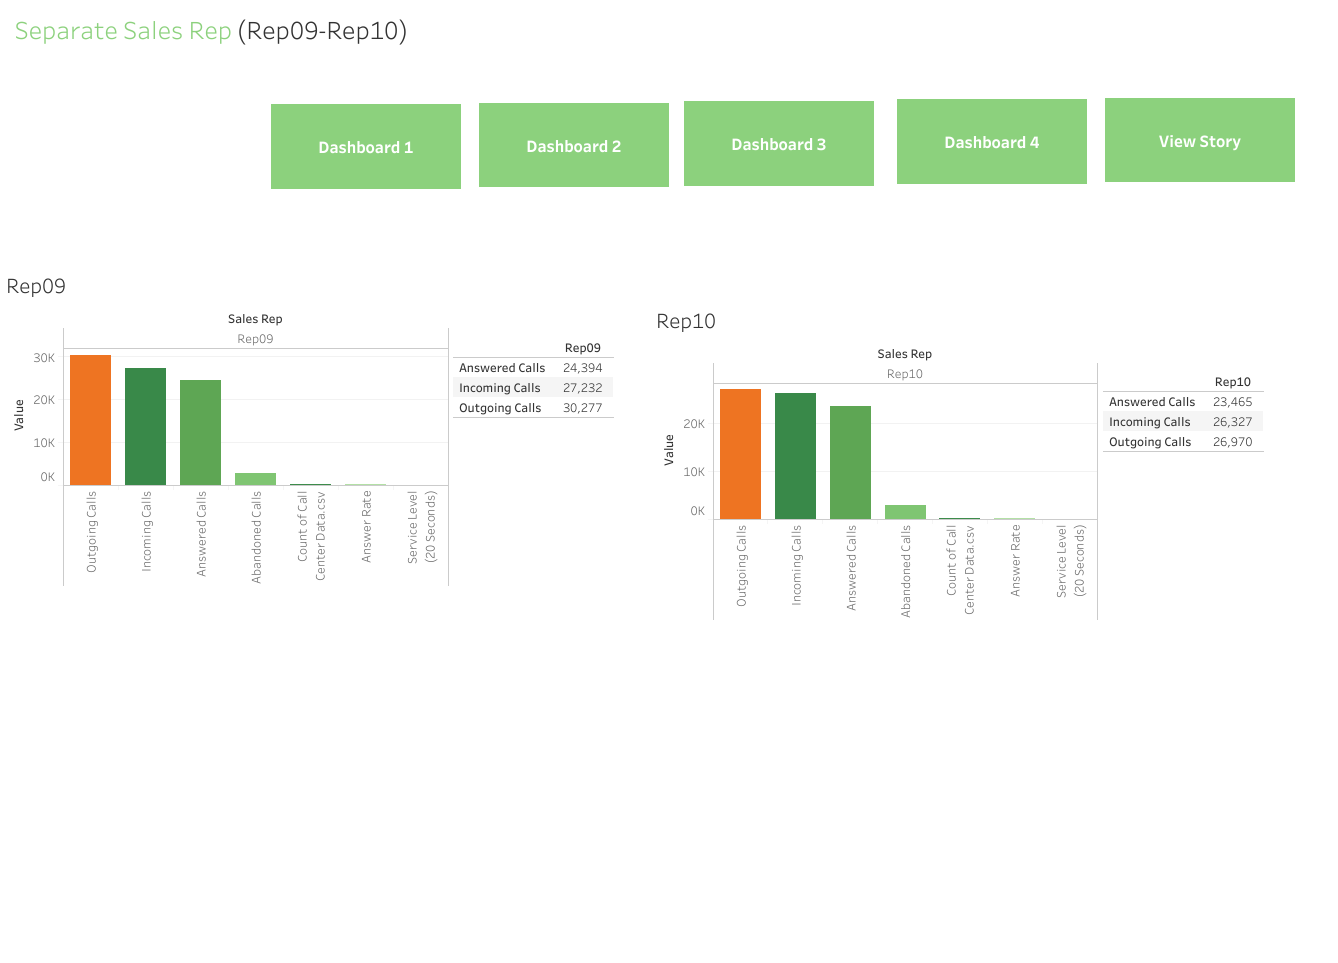 Separate Sales Rep (Rep09-Rep10)
Dashboard 1
Dashboard 2
Dashboard 3
Dashboard 4
View Story
Rep09
Sales Rep
Rep09
Value
30K
20K
10K
0K
Outgoing Calls
Incoming Calls
Answered Calls
Abandoned Calls
Count of Call
Center Data.csv
Answer Rate
Service Level
(20 Seconds)
Rep09
Answered Calls 24,394
Incoming Calls 27,232
Outgoing Calls 30,277
Rep10
Sales Rep
Rep10
Value
20K
10K
0K
Outgoing Calls
Incoming Calls
Answered Calls
Abandoned Calls
Count of Call
Center Data.csv
Answer Rate
Service Level
(20 Seconds)
Rep10
Answered Calls 23,465
Incoming Calls 26,327
Outgoing Calls 26,970